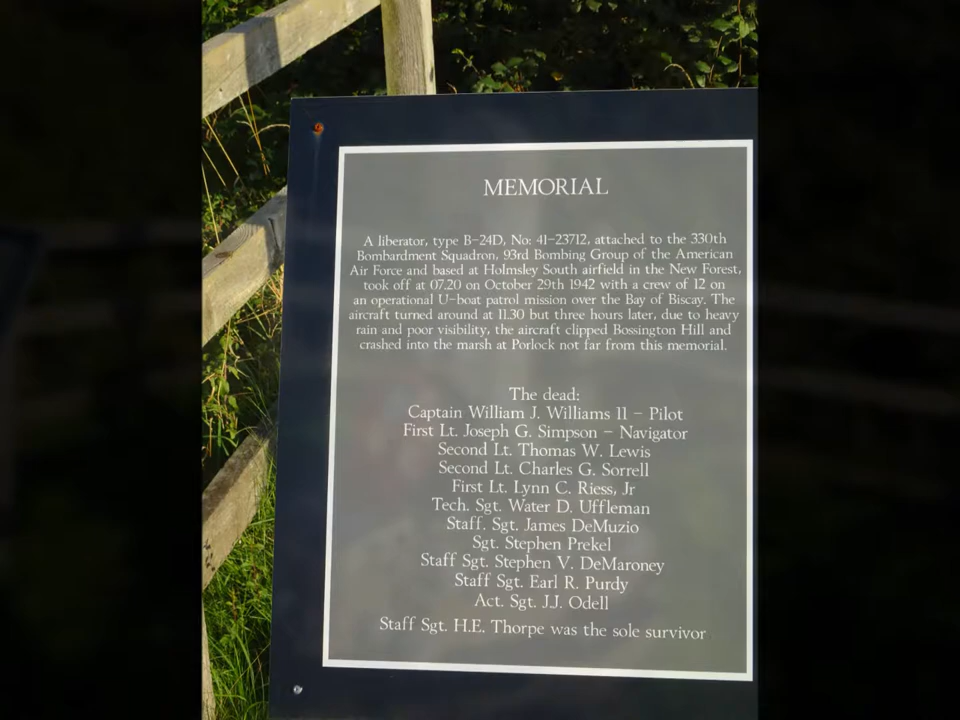 MEMORIAL
A liberator, type B-24D, No: 41-23712, attached to the 330th
Bombardment Squadron, 93rd Bombing Group of the American
Air Force and based at Holmsley South airfield in the New Forest,
took off at 07.20 on October 29th 1942 with a crew of 12 on
an operational U-boat patrol mission over the Bay of Biscay. The
aircraft turned around at 11.30 but three hours later, due to heavy
rain and poor visibility, the aircraft clipped Bossington Hill and
crashed into the marsh at Porlock not far from this memorial.
The dead:
Captain William J. Williams 11 – Pilot
First Lt. Joseph G. Simpson – Navigator
Second Lt. Thomas W. Lewis
Second Lt. Charles G. Sorrell
First Lt. Lynn C. Riess, Jr
Tech. Sgt. Water D. Uffleman
Staff. Sgt. James DeMuzio
Sgt. Stephen Prekel
Staff Sgt. Stephen V. DeMaroney
Staff Sgt. Earl R. Purdy
Act. Sgt. J.J. Odell
Staff Sgt. H.E. Thorpe was the sole survivor